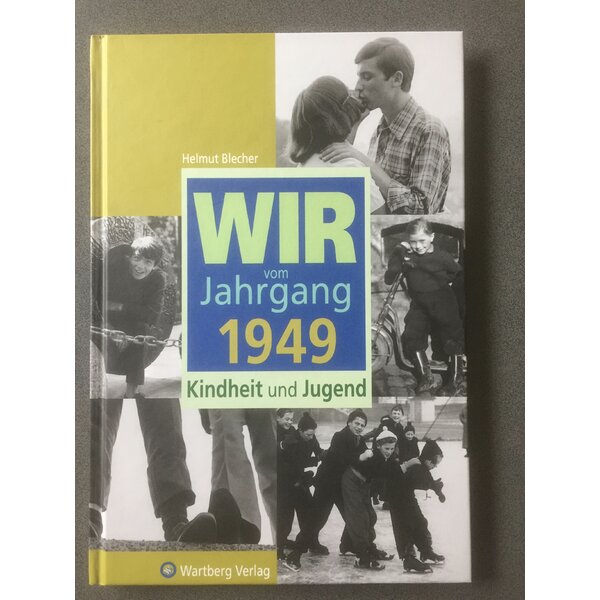 Helmut Blecher
WIR
vom
Jahrgang
1949
Kindheit und Jugend
Wartberg Verlag